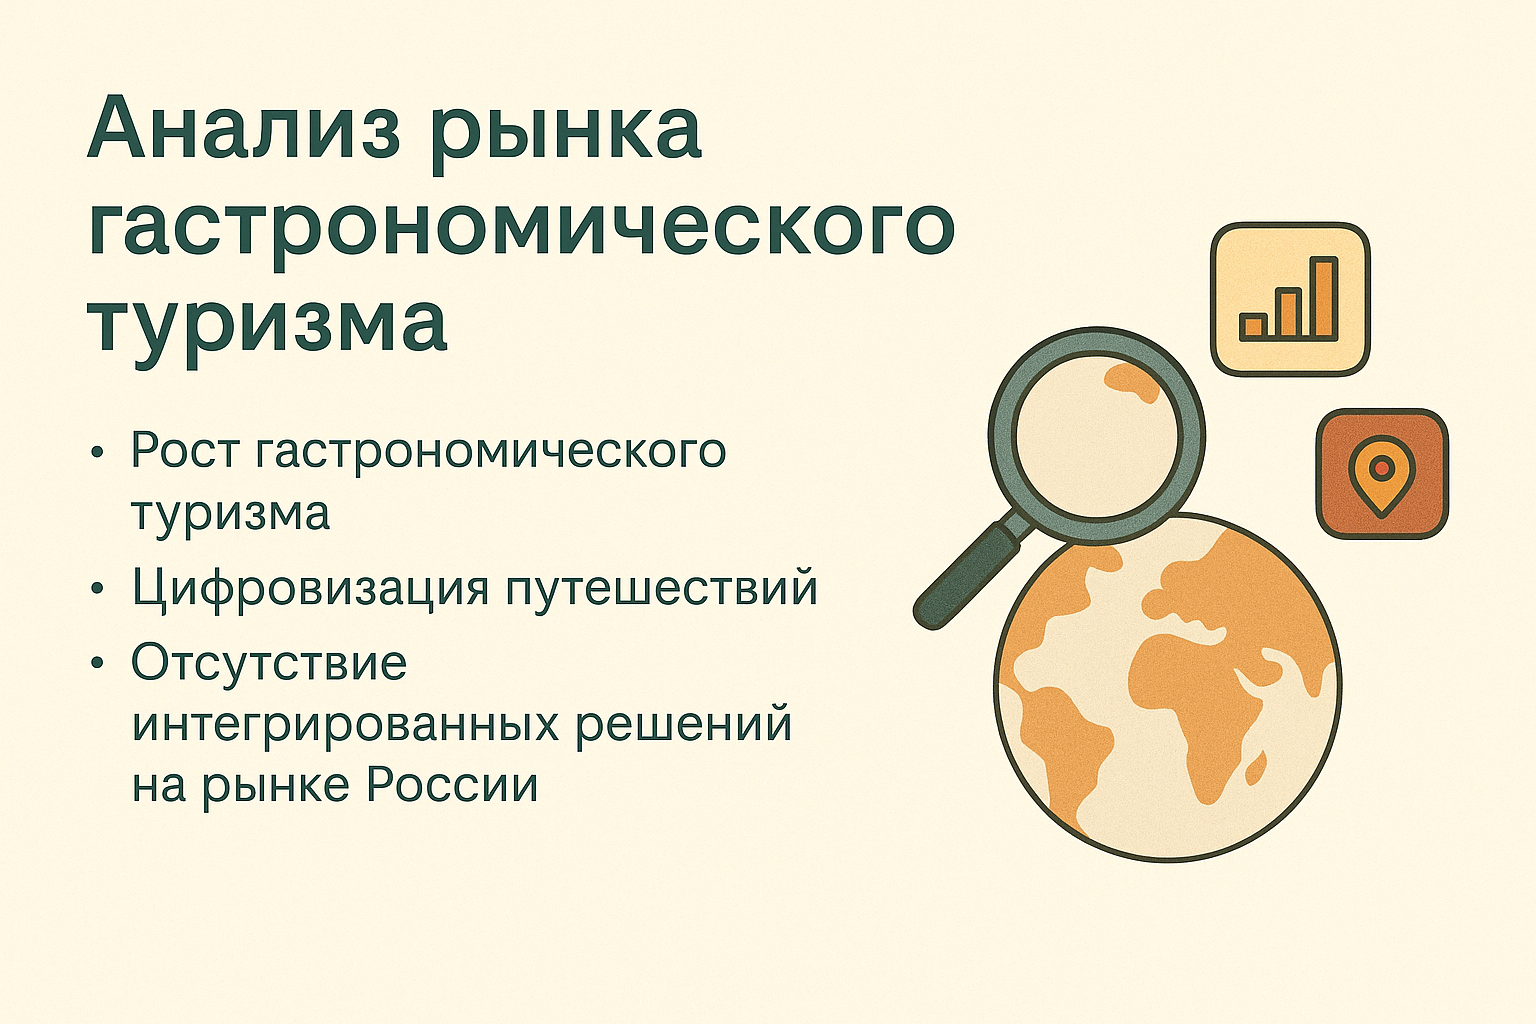 Анализ рынка
гастрономического
туризма
• Рост гастрономического
туризма
• Цифровизация путешествий
• Отсутствие
интегрированных решений
на рынке России